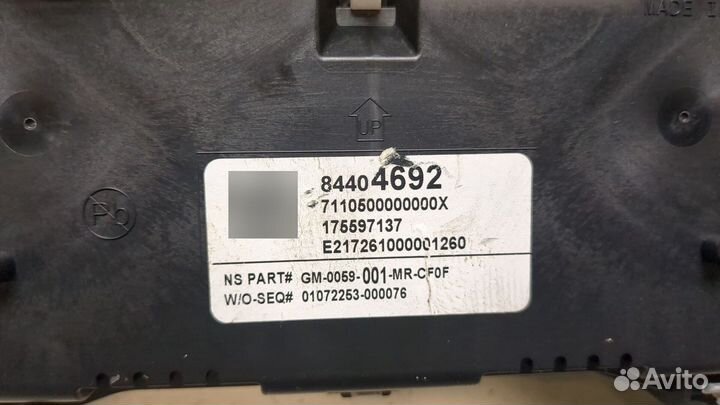 MADE I
UP
Pb
84404692
7110500000000X
175597137
E217261000001260
NS PART# GM-0059-001-MR-CF0F
W/O-SEQ# 01072253-000076
Avito